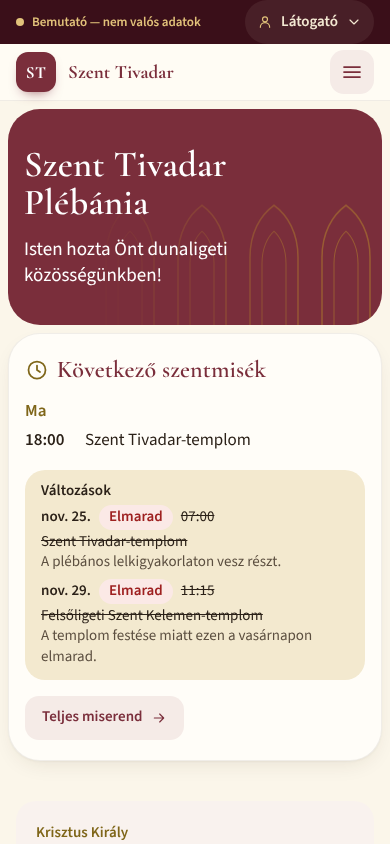 Bemutató — nem valós adatok
Látogató
ST
Szent Tivadar
Szent Tivadar
Plébánia
Isten hozta Önt dunaligeti
közösségünkben!
Következő szentmisék
Ma
18:00 Szent Tivadar-templom
Változások
nov. 25. Elmarad 07:00
Szent Tivadar-templom
A plébános lelkigyakorlaton vesz részt.
nov. 29. Elmarad 11:15
Felsőligeti Szent Kelemen-templom
A templom festése miatt ezen a vasárnapon
elmarad.
Teljes miserend
Krisztus Király